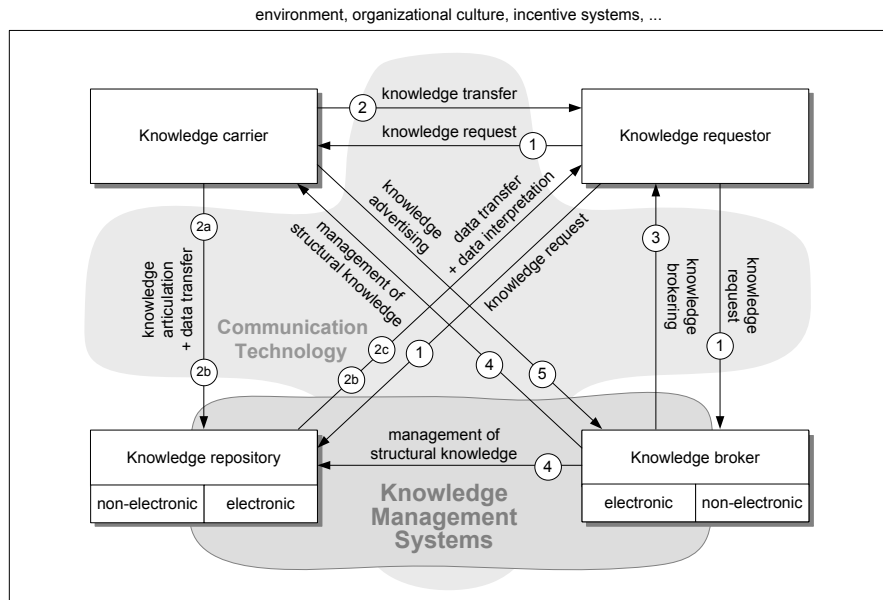 environment, organizational culture, incentive systems, ...
knowledge transfer
2
Knowledge carrier
knowledge request
1
Knowledge requestor
2a
knowledge
articulation
+ data transfer
2b
knowledge
advertising
management of
structural knowledge
data transfer
+ data interpretation
knowledge request
3
knowledge
brokering
knowledge
request
1
Communication
Technology
2c
2b
1
4
5
Knowledge repository
non-electronic
electronic
management of
structural knowledge
4
Knowledge broker
electronic
non-electronic
Knowledge
Management
Systems